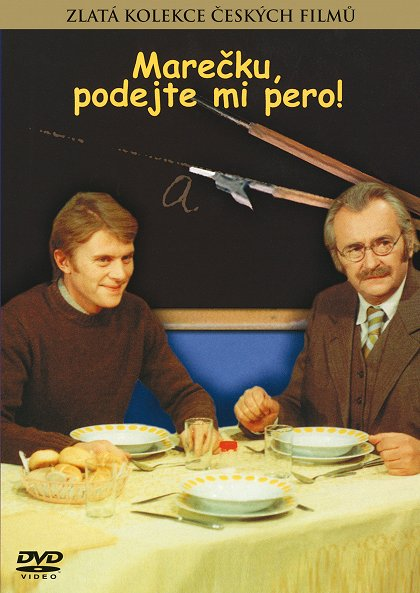 ZLATÁ KOLEKCE ČESKÝCH FILMŮ
Marečku,
podejte mi pero!
a
DVD
VIDEO